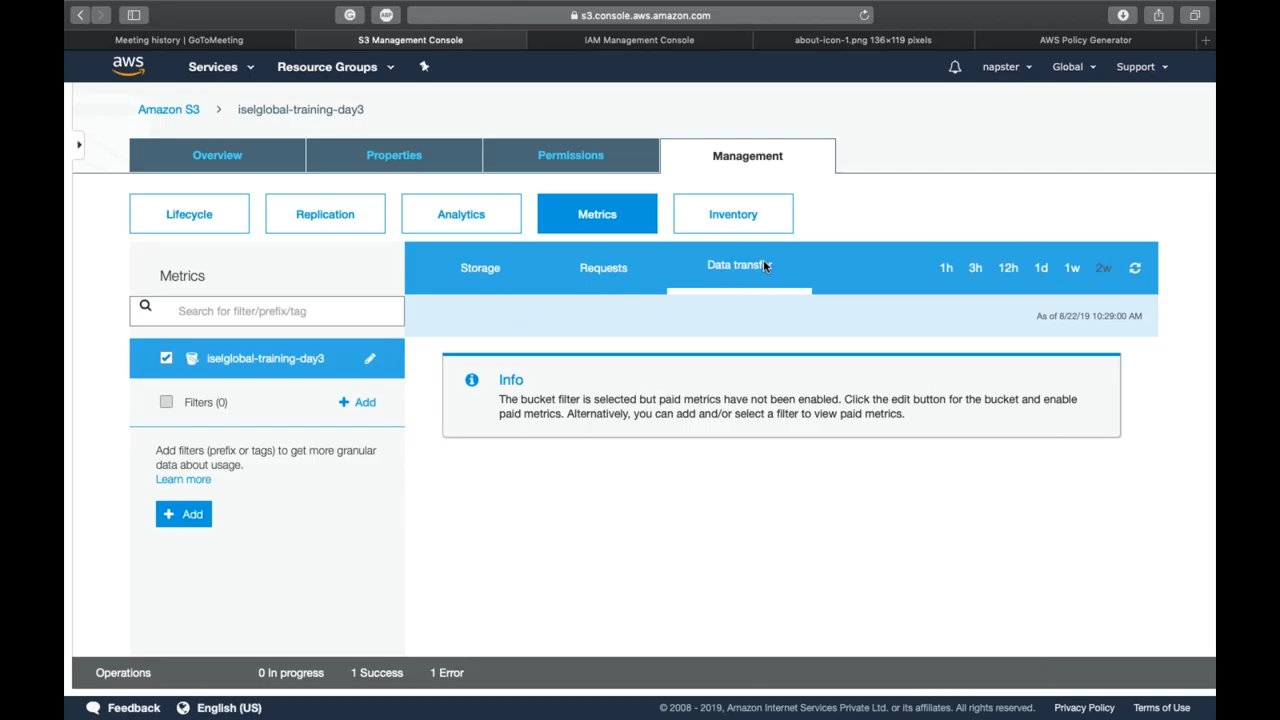 s3.console.aws.amazon.com
Meeting history | GoToMeeting
S3 Management Console
IAM Management Console
about-icon-1.png 136×119 pixels
AWS Policy Generator
aws
Services
Resource Groups
napster
Global
Support
Amazon S3 > iselglobal-training-day3
Overview
Properties
Permissions
Management
Lifecycle
Replication
Analytics
Metrics
Inventory
Metrics
Storage
Requests
Data transfer
1h
3h
12h
1d
1w
2w
Search for filter/prefix/tag
As of 8/22/19 10:29:00 AM
iselglobal-training-day3
Filters (0)
+ Add
Info
The bucket filter is selected but paid metrics have not been enabled. Click the edit button for the bucket and enable
paid metrics. Alternatively, you can add and/or select a filter to view paid metrics.
Add filters (prefix or tags) to get more granular
data about usage.
Learn more
+ Add
Operations
0 In progress
1 Success
1 Error
Feedback
English (US)
© 2008 - 2019, Amazon Internet Services Private Ltd. or its affiliates. All rights reserved.
Privacy Policy
Terms of Use